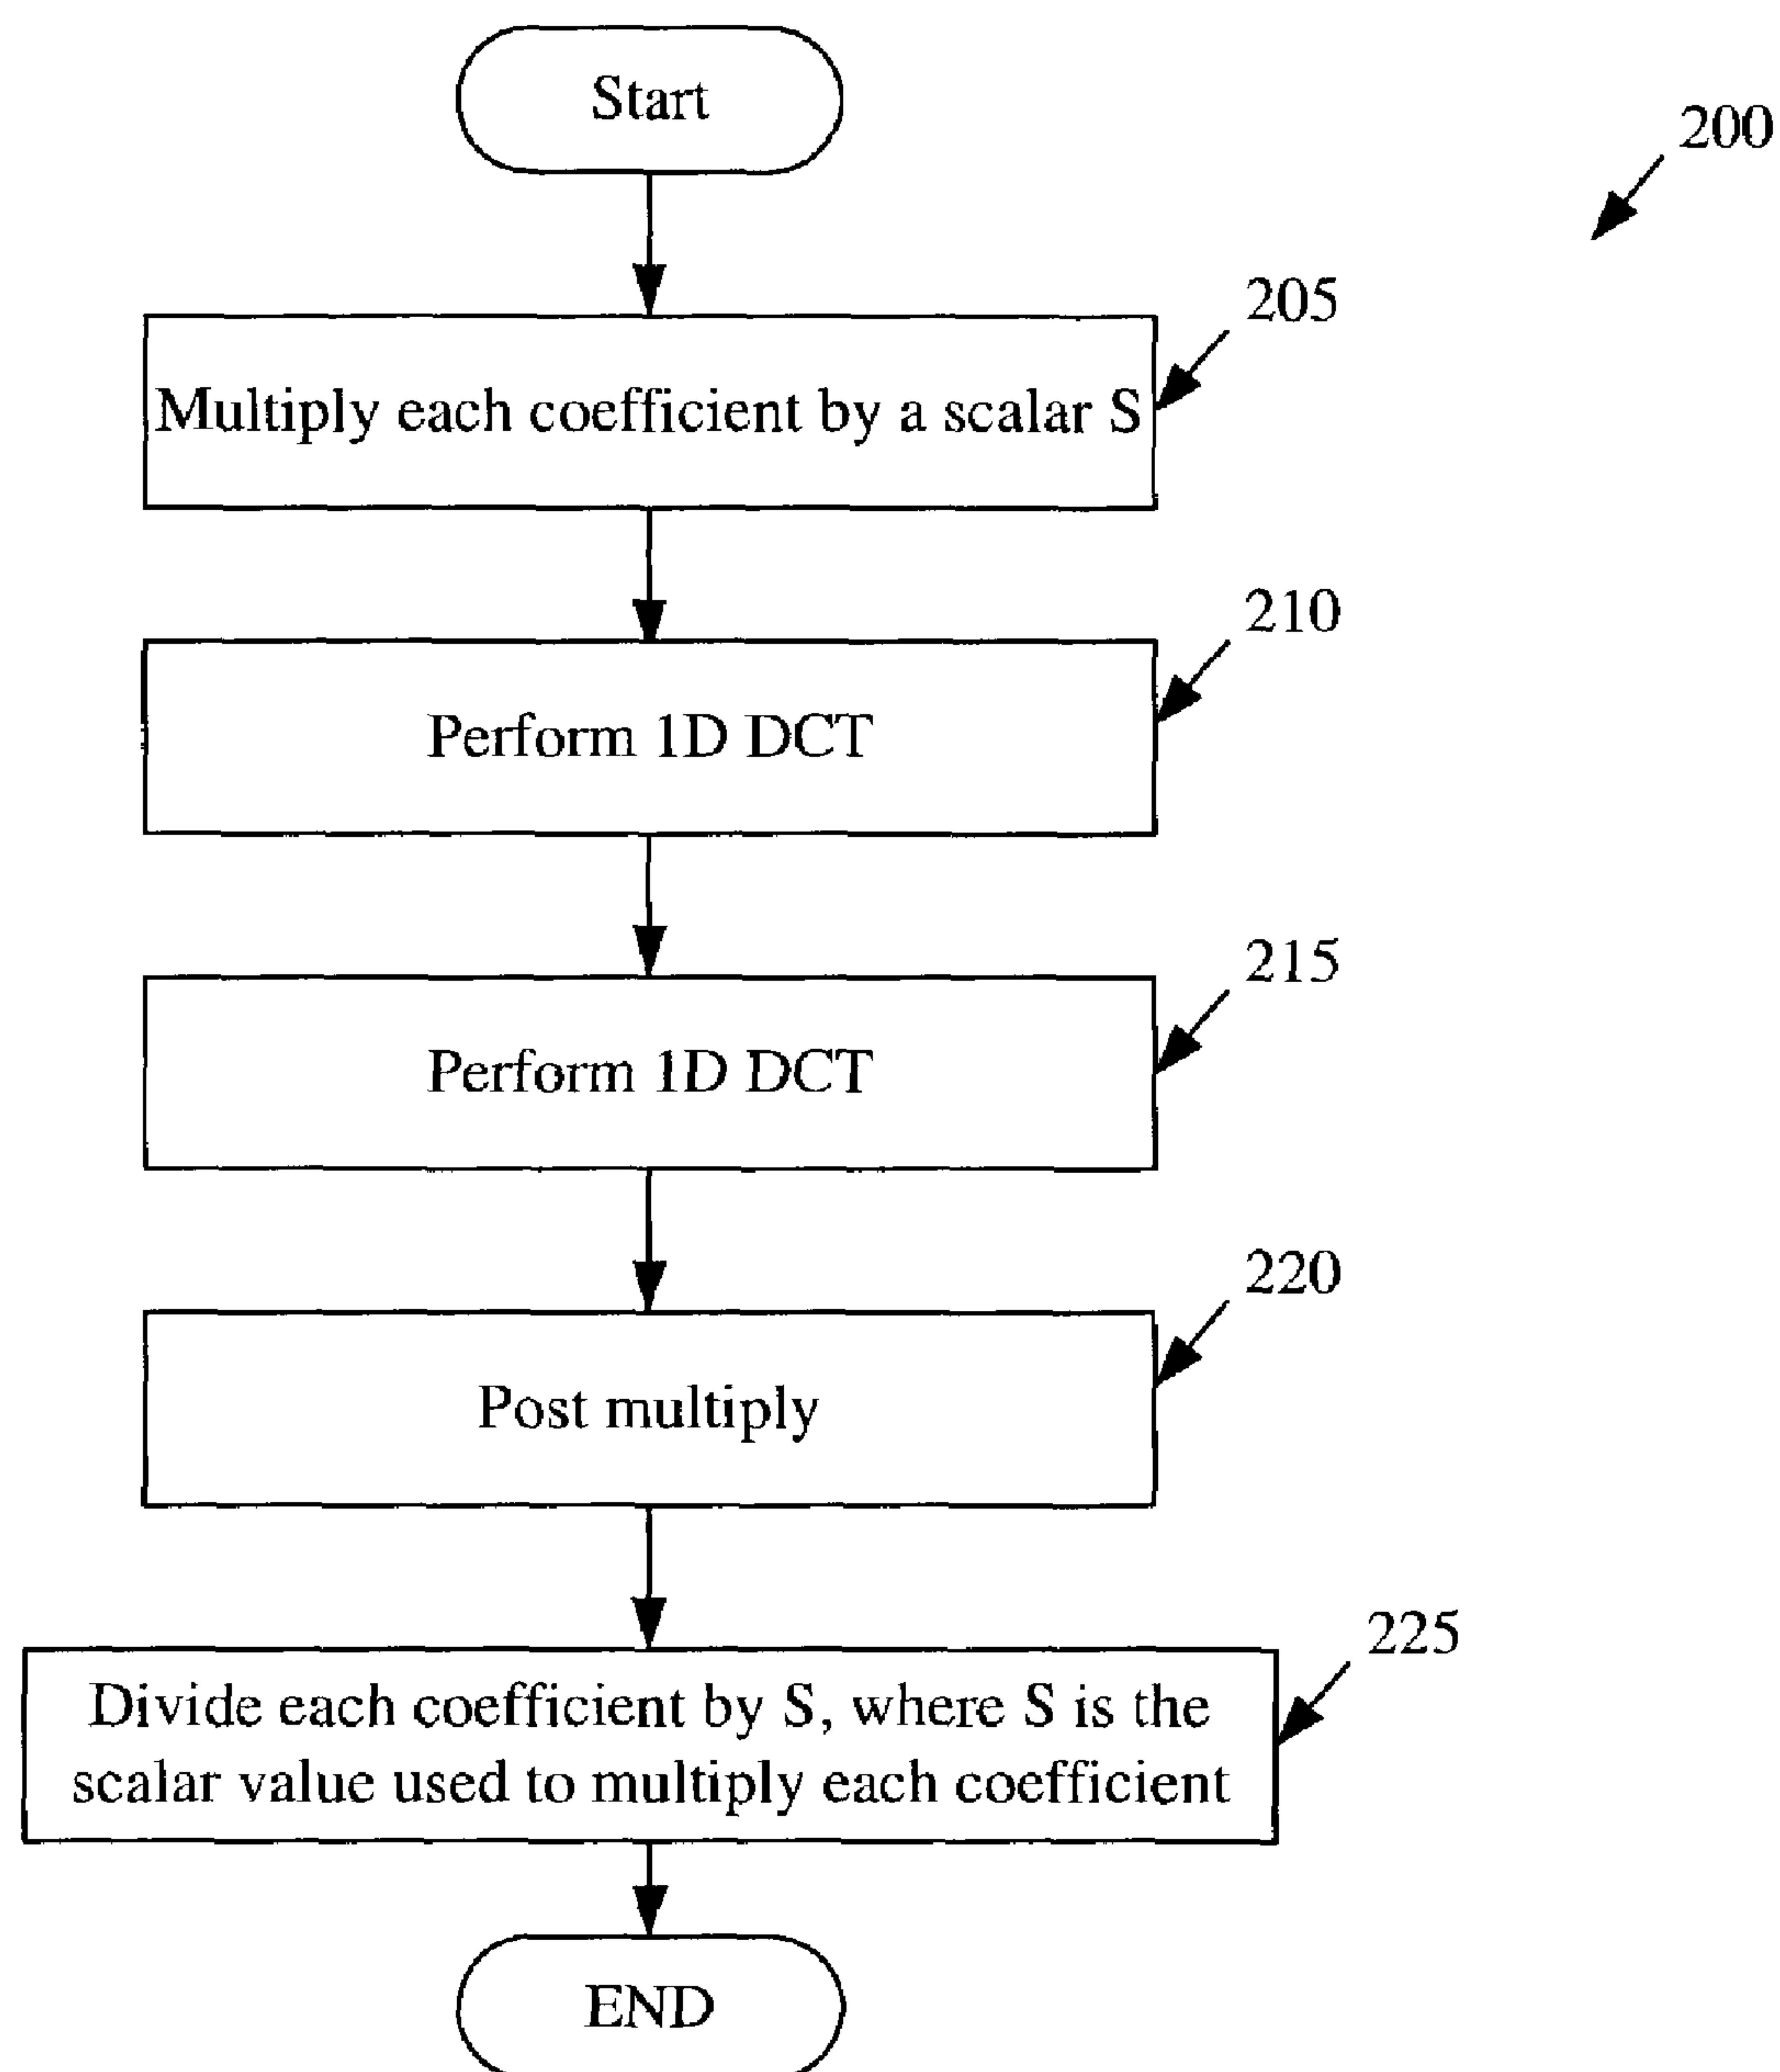 Start
200
205
Multiply each coefficient by a scalar S
210
Perform 1D DCT
215
Perform 1D DCT
220
Post multiply
225
Divide each coefficient by S, where S is the
scalar value used to multiply each coefficient
END